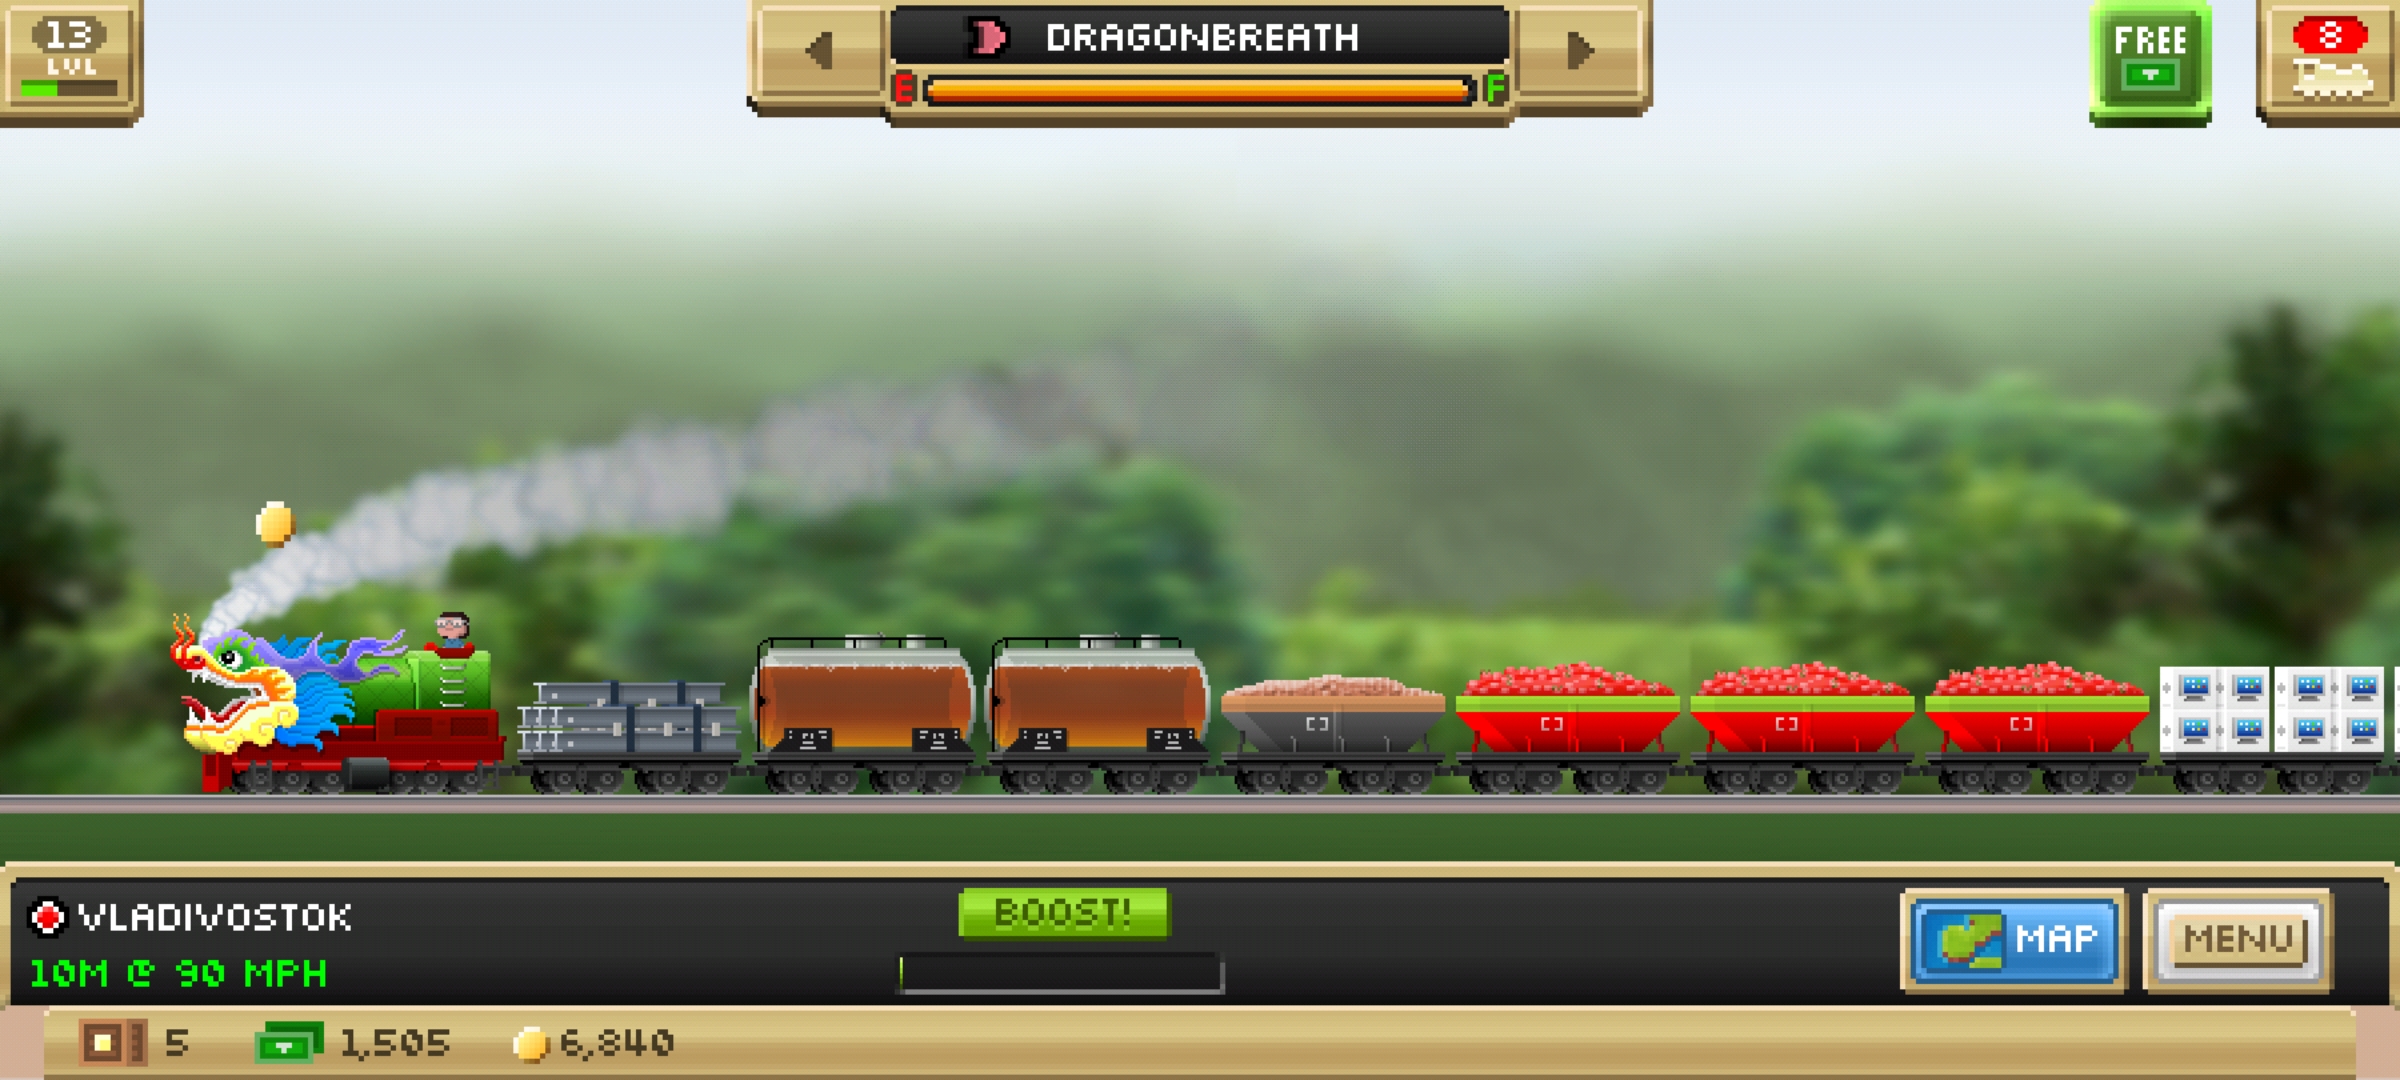 13
LVL
DRAGONBREATH
E F
FREE
8
VLADIVOSTOK
10M @ 90 MPH
BOOST!
MAP
MENU
5
1,505
6,840